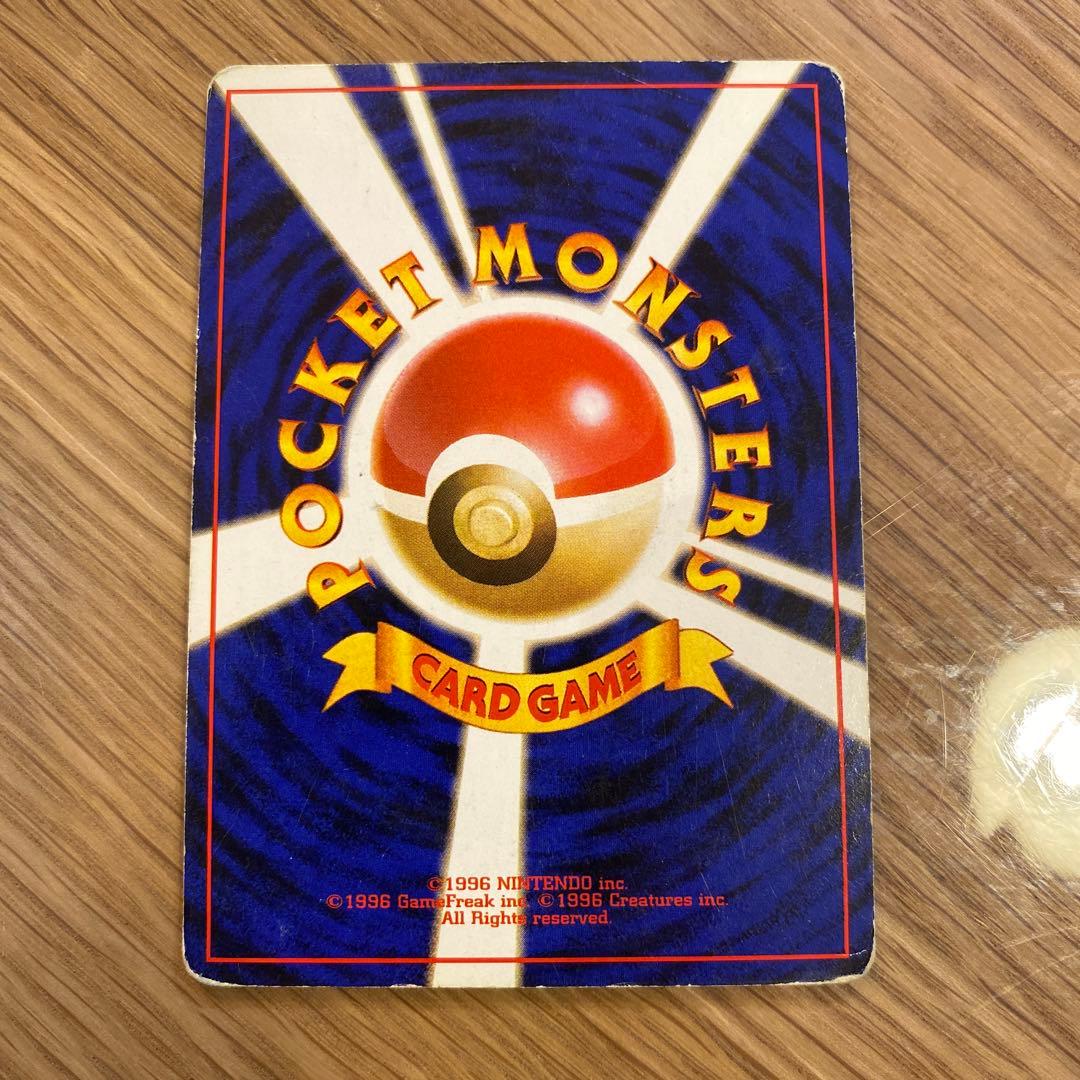 POCKET MONSTERS
CARD GAME
©1996 NINTENDO inc.
©1996 GameFreak inc. ©1996 Creatures inc.
All Rights reserved.